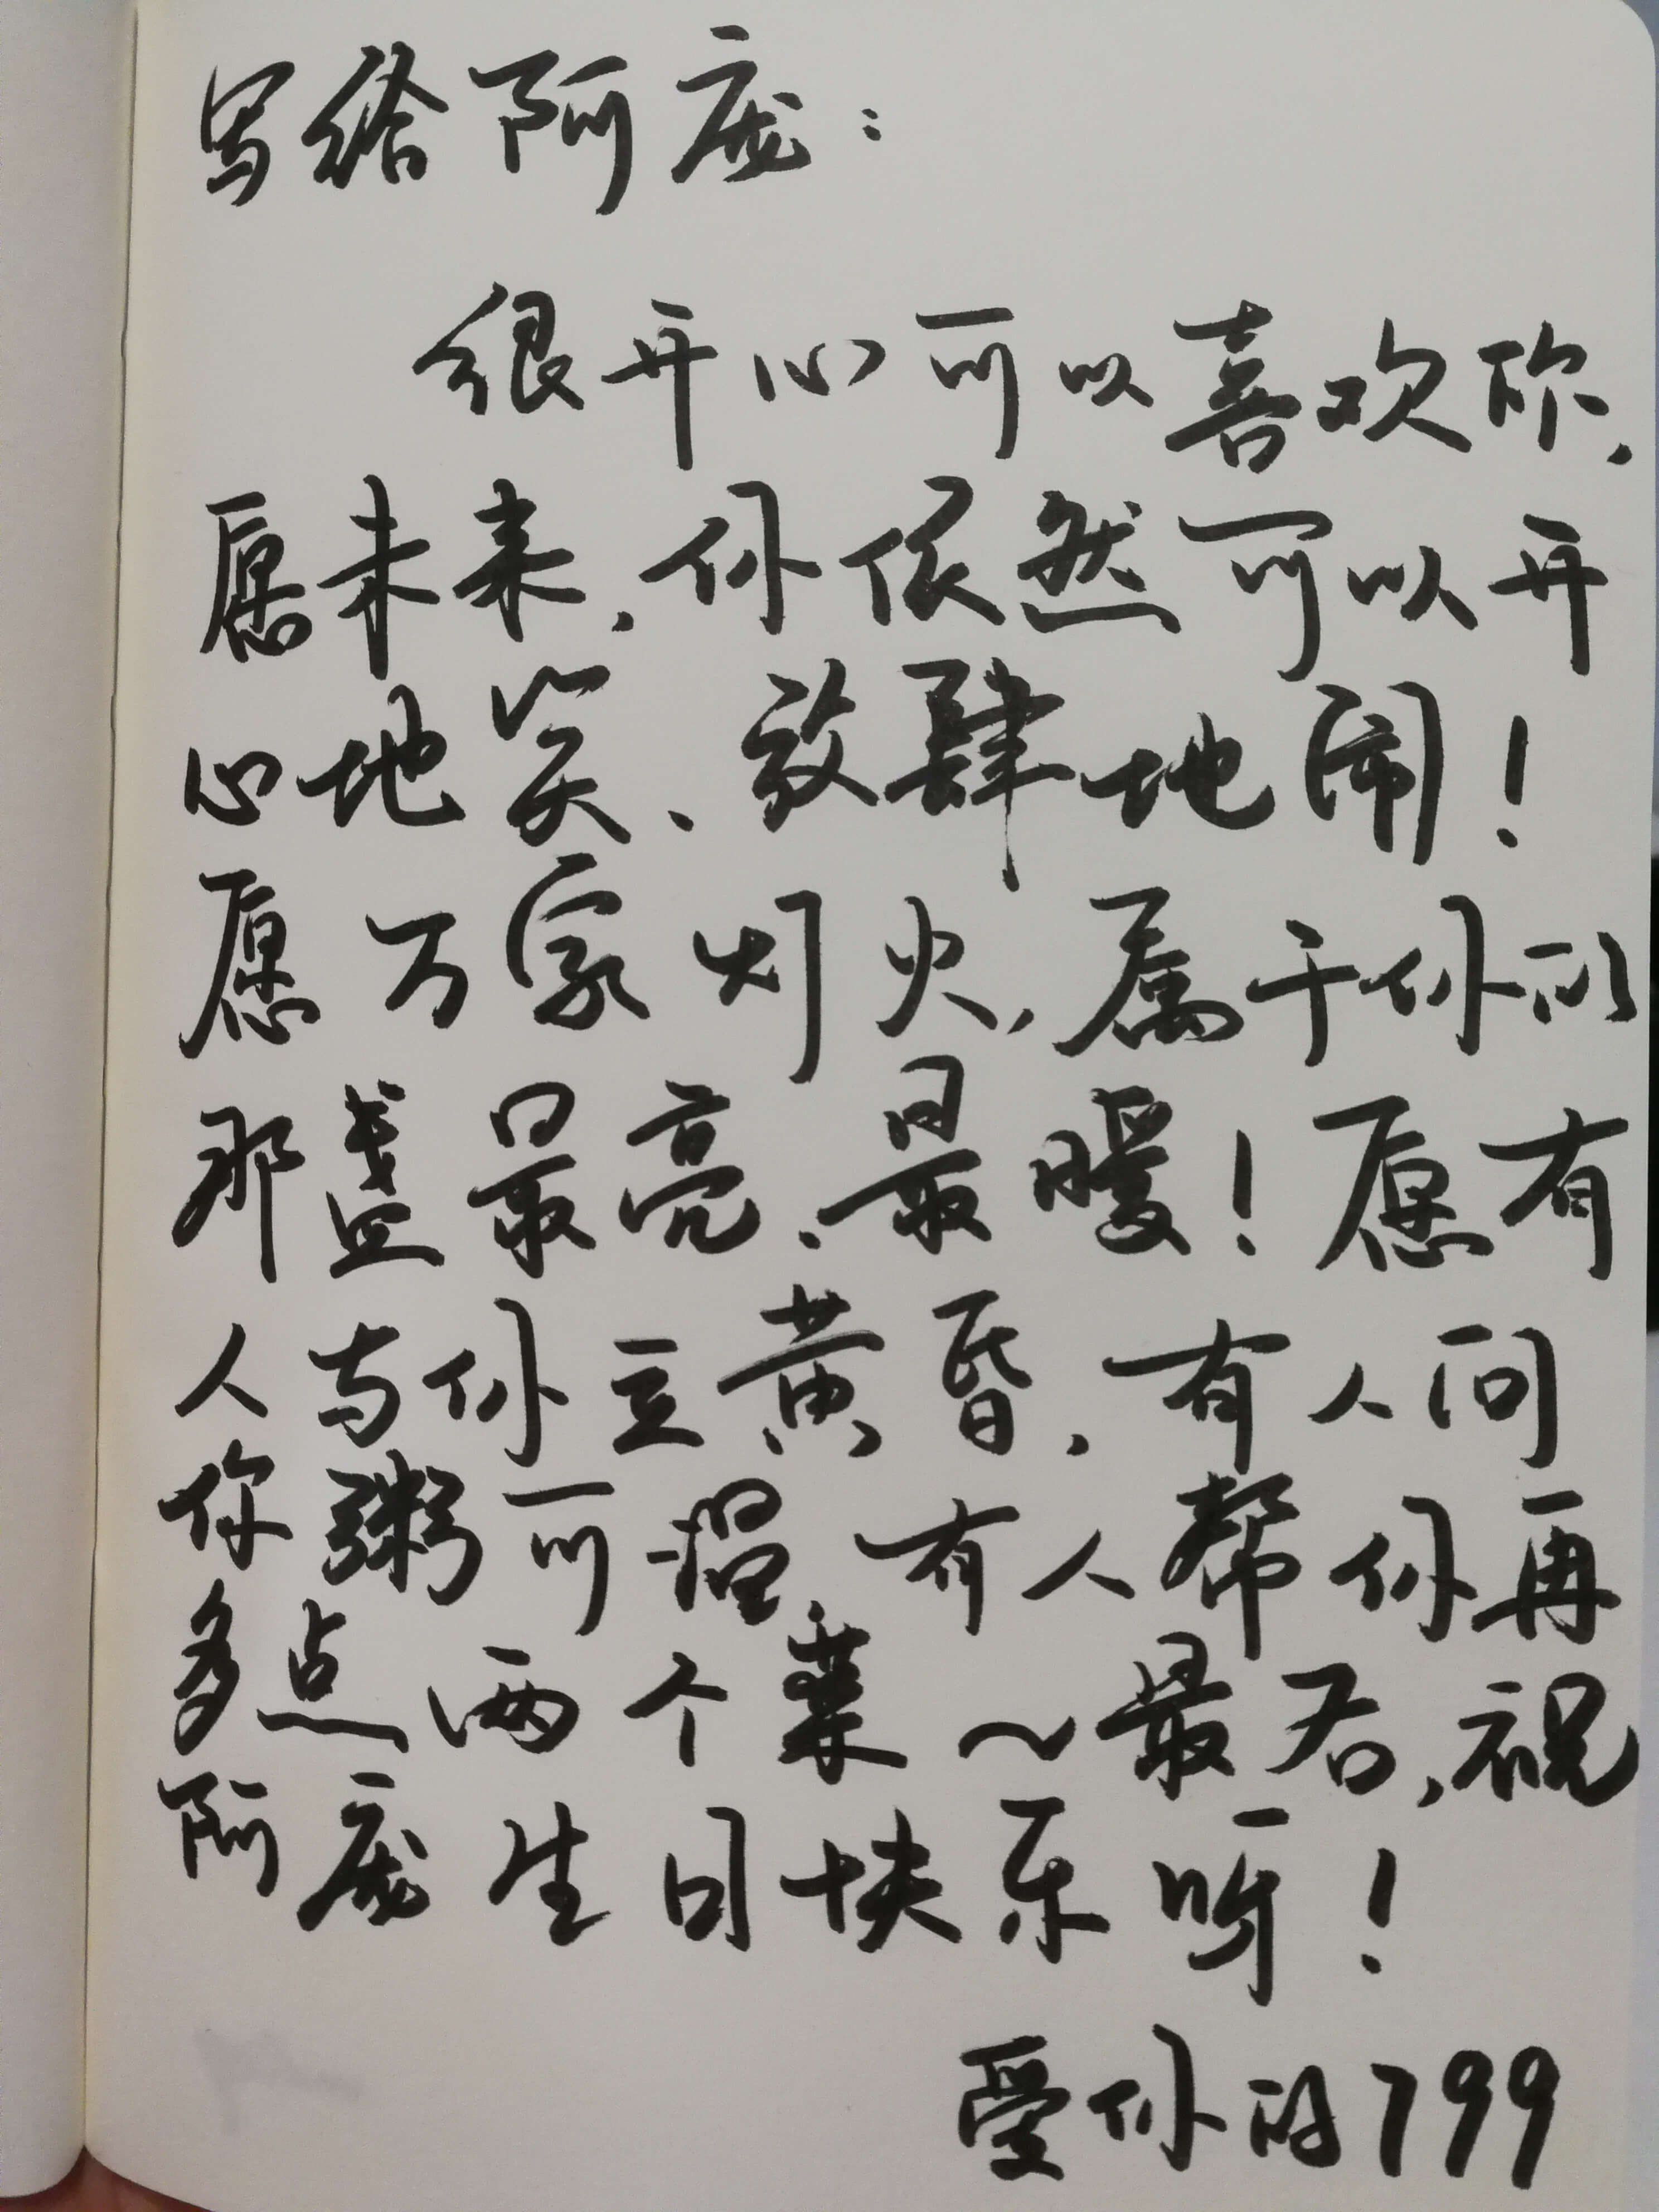 写给阿庞:
很开心可以喜欢你,
愿未来,你依然可以开
心地笑、放肆地闹!
愿万家灯火,属于你的
那盏最亮、最暖!愿有
人与你立黄昏,有人问
你粥可温,有人帮你再
多点两个菜~最后,祝
阿庞生日快乐呀!
爱你的799